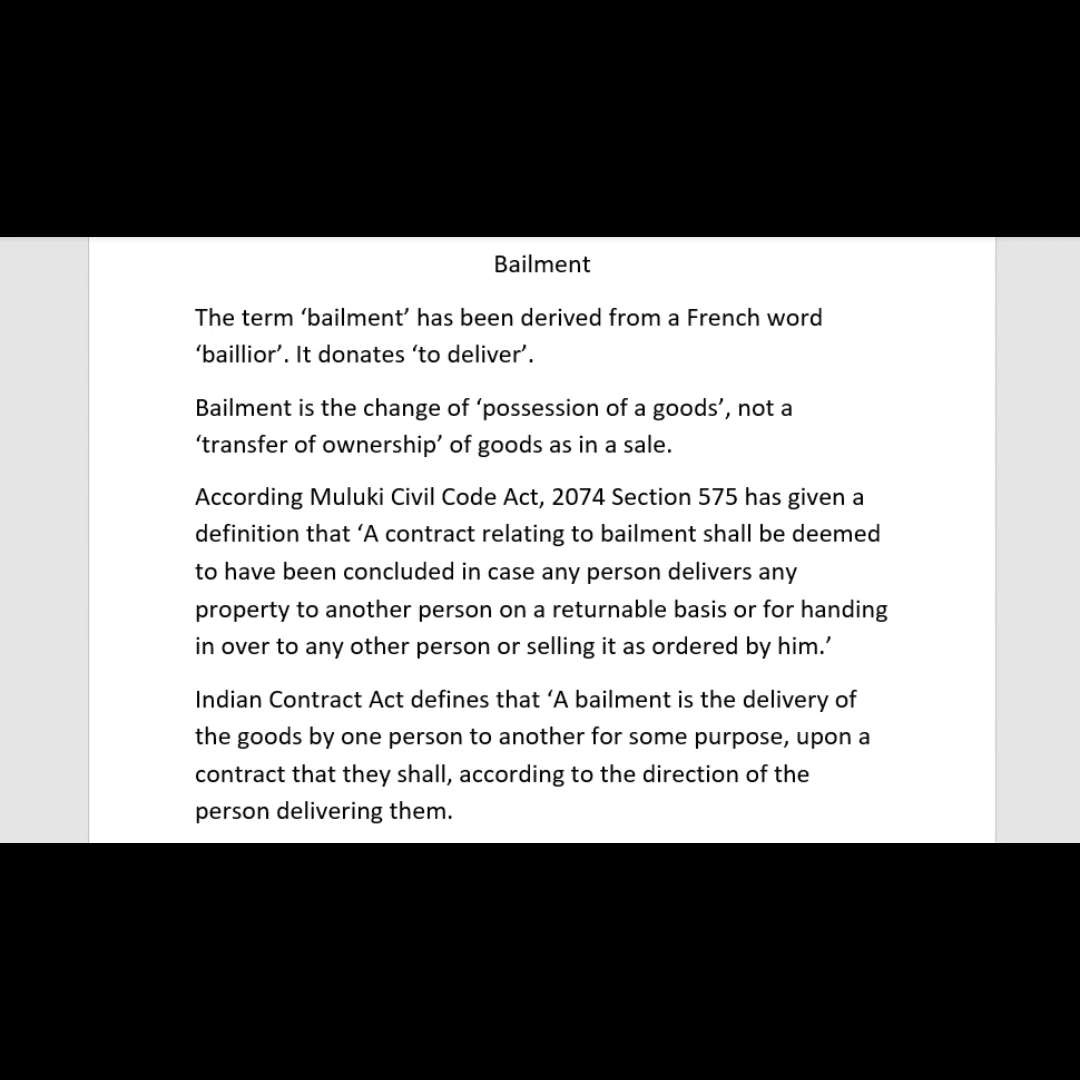 Bailment
The term ‘bailment’ has been derived from a French word
‘baillior’. It donates ‘to deliver’.
Bailment is the change of ‘possession of a goods’, not a
‘transfer of ownership’ of goods as in a sale.
According Muluki Civil Code Act, 2074 Section 575 has given a
definition that ‘A contract relating to bailment shall be deemed
to have been concluded in case any person delivers any
property to another person on a returnable basis or for handing
in over to any other person or selling it as ordered by him.’
Indian Contract Act defines that ‘A bailment is the delivery of
the goods by one person to another for some purpose, upon a
contract that they shall, according to the direction of the
person delivering them.